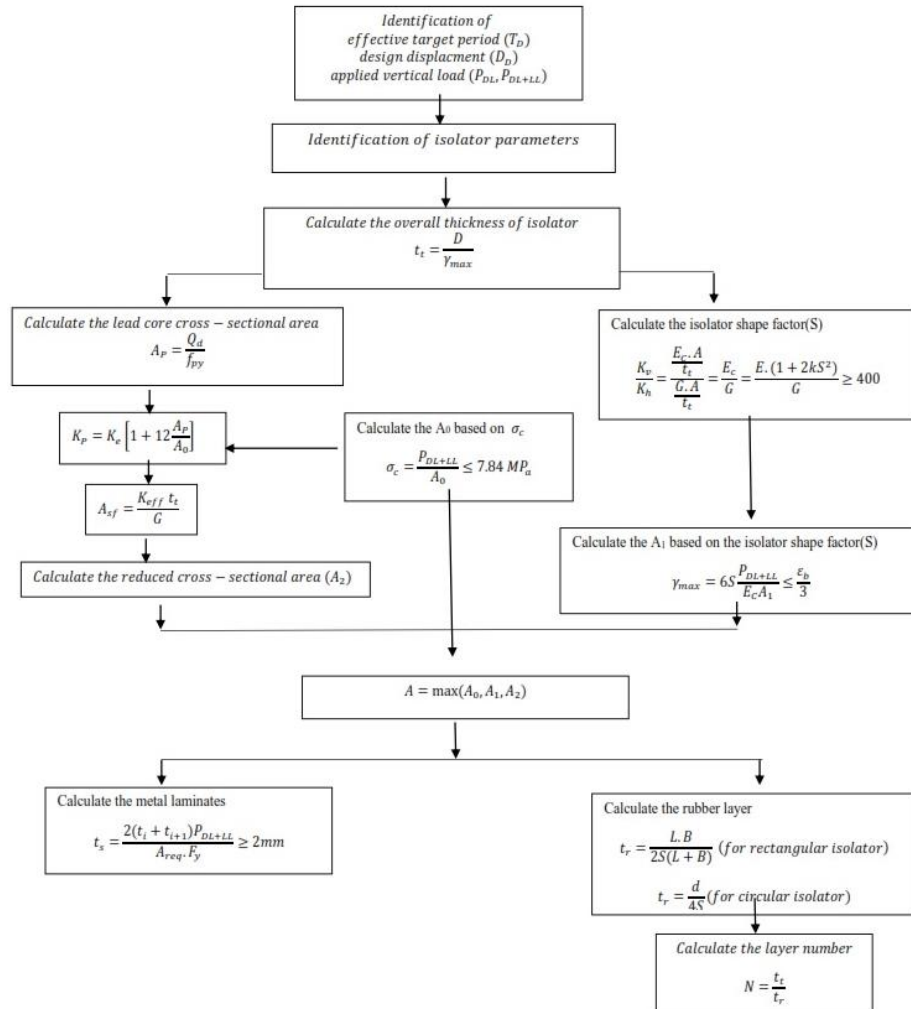 Identification of
effective target period (T_D)
design displacment (D_D)
applied vertical load (P_DL, P_DL+LL)
Identification of isolator parameters
Calculate the overall thickness of isolator
t_t = D / γ_max
Calculate the lead core cross − sectional area
A_P = Q_d / f_py
Calculate the isolator shape factor(S)
K_v / K_h = (E_c. A / t_t) / (G. A / t_t) = E_c / G = E. (1 + 2kS²) / G ≥ 400
K_P = K_e [1 + 12 A_P / A_0]
Calculate the A₀ based on σ_c
σ_c = P_DL+LL / A_0 ≤ 7.84 MP_a
A_sf = K_eff t_t / G
Calculate the reduced cross − sectional area (A_2)
Calculate the A₁ based on the isolator shape factor(S)
γ_max = 6S P_DL+LL / E_C A_1 ≤ ε_b / 3
A = max(A_0, A_1, A_2)
Calculate the metal laminates
t_s = 2(t_i + t_i+1)P_DL+LL / A_req. F_y ≥ 2mm
Calculate the rubber layer
t_r = L. B / 2S(L + B) (for rectangular isolator)
t_r = d / 4S (for circular isolator)
Calculate the layer number
N = t_t / t_r